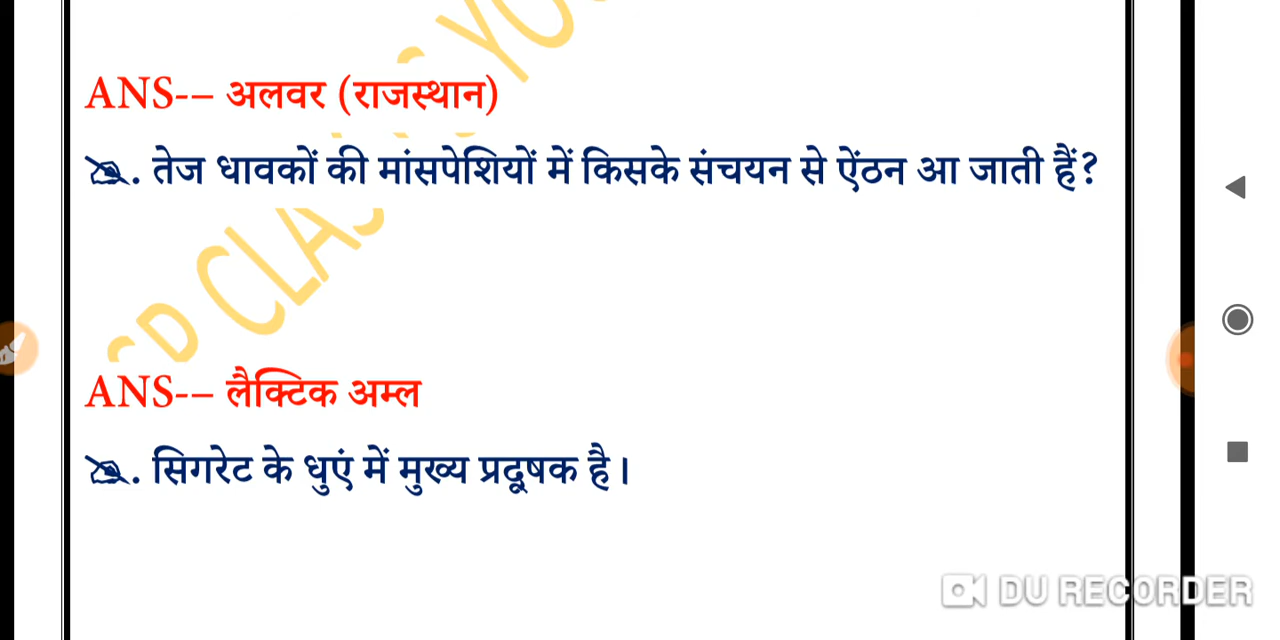 ANS-– अलवर (राजस्थान)
. तेज धावकों की मांसपेशियों में किसके संचयन से ऐंठन आ जाती हैं?
ANS-– लैक्टिक अम्ल
. सिगरेट के धुएं में मुख्य प्रदूषक है।
DU RECORDER